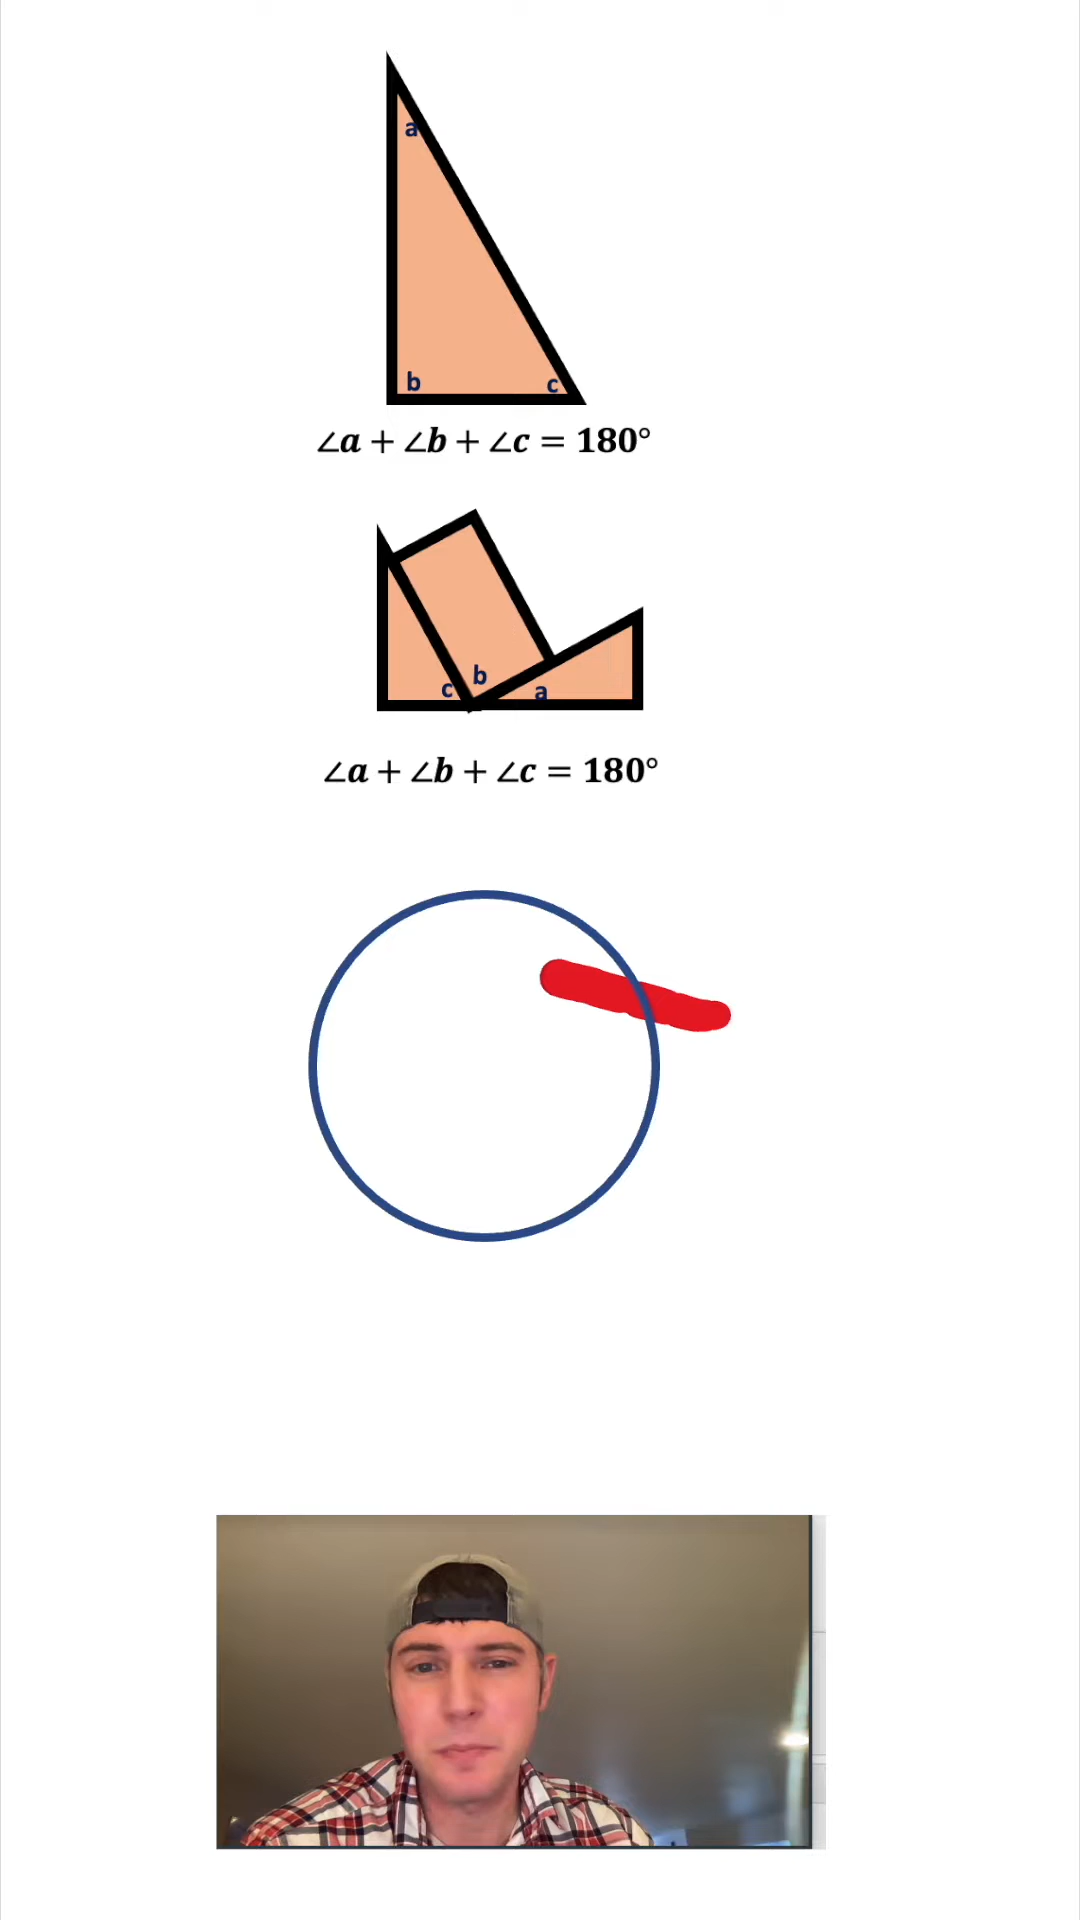 a
b c
∠a + ∠b + ∠c = 180°
c b a
∠a + ∠b + ∠c = 180°